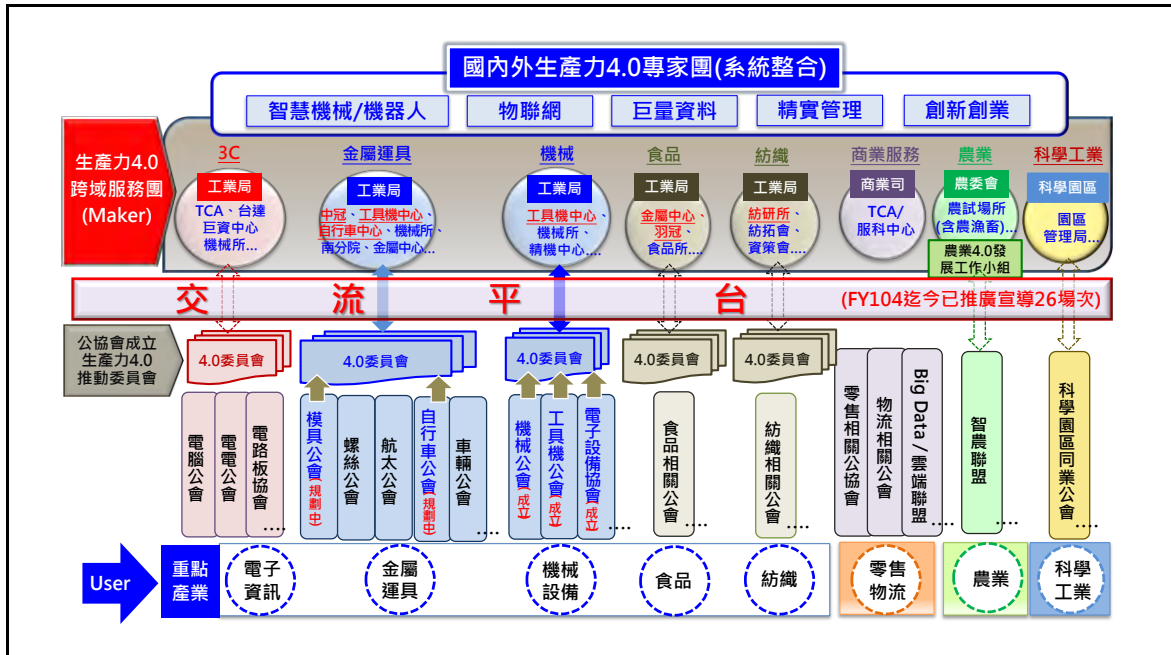 國內外生產力4.0專家團(系統整合)
智慧機械/機器人
物聯網
巨量資料
精實管理
創新創業
生產力4.0
跨域服務團
(Maker)
3C
工業局
TCA、台達
巨資中心
機械所...
金屬運具
工業局
中冠、工具機中心、
自行車中心、機械所、
南分院、金屬中心...
機械
工業局
工具機中心、
機械所、
精機中心....
食品
工業局
金屬中心、
羽冠、
食品所....
紡織
工業局
紡研所、
紡拓會、
資策會....
商業服務
商業司
TCA/
服科中心
農業
農委會
農試場所
(含農漁畜)...
農業4.0發
展工作小組
科學工業
科學園區
園區
管理局...
交流平台
(FY104迄今已推廣宣導26場次)
公協會成立
生產力4.0
推動委員會
4.0委員會
4.0委員會
4.0委員會
4.0委員會
4.0委員會
電腦公會
電電公會
電路板協會
....
模具公會(規劃中)
螺絲公會
航太公會
自行車公會(規劃中)
車輛公會
....
機械公會(成立)
工具機公會(成立)
電子設備協會(成立)
....
食品相關公會
....
紡織相關公會
....
零售相關公協會
物流相關公會
Big Data / 雲端聯盟
....
智農聯盟
....
科學園區同業公會
....
User
重點
產業
電子
資訊
金屬
運具
機械
設備
食品
紡織
零售
物流
農業
科學
工業